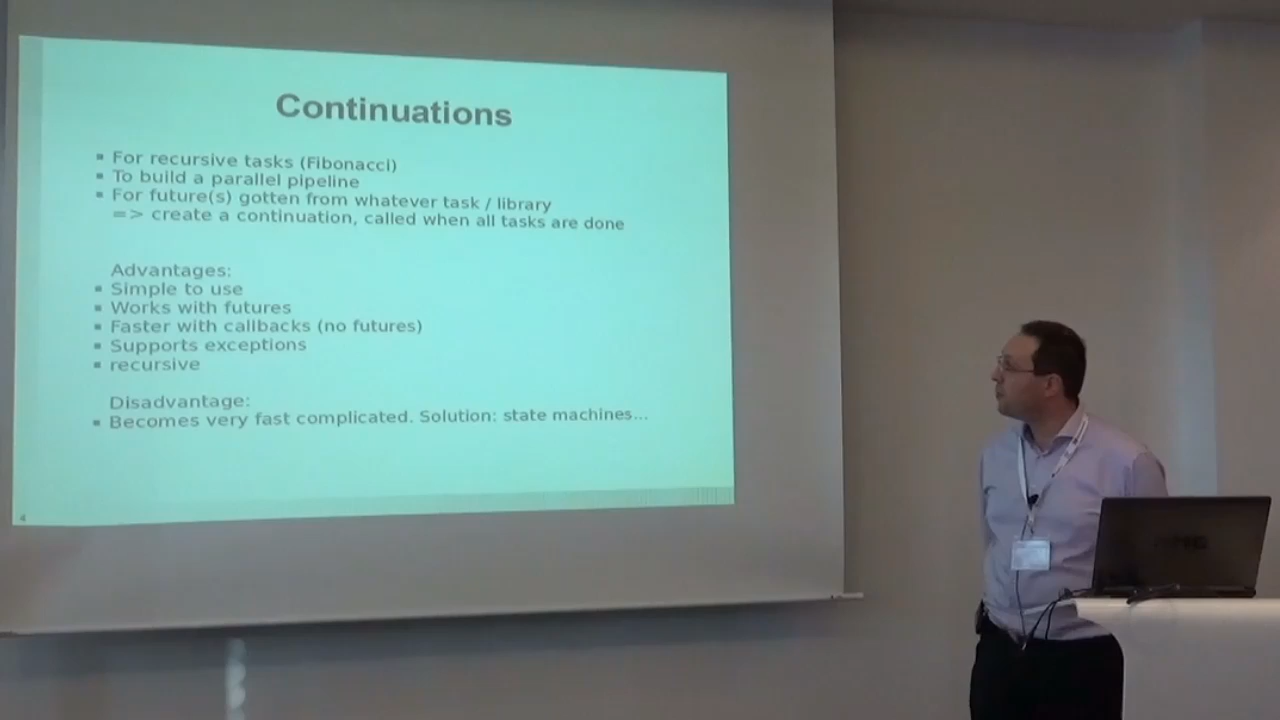 Continuations
▪ For recursive tasks (Fibonacci)
▪ To build a parallel pipeline
▪ For future(s) gotten from whatever task / library
=> create a continuation, called when all tasks are done
Advantages:
▪ Simple to use
▪ Works with futures
▪ Faster with callbacks (no futures)
▪ Supports exceptions
▪ recursive
Disadvantage:
▪ Becomes very fast complicated. Solution: state machines...